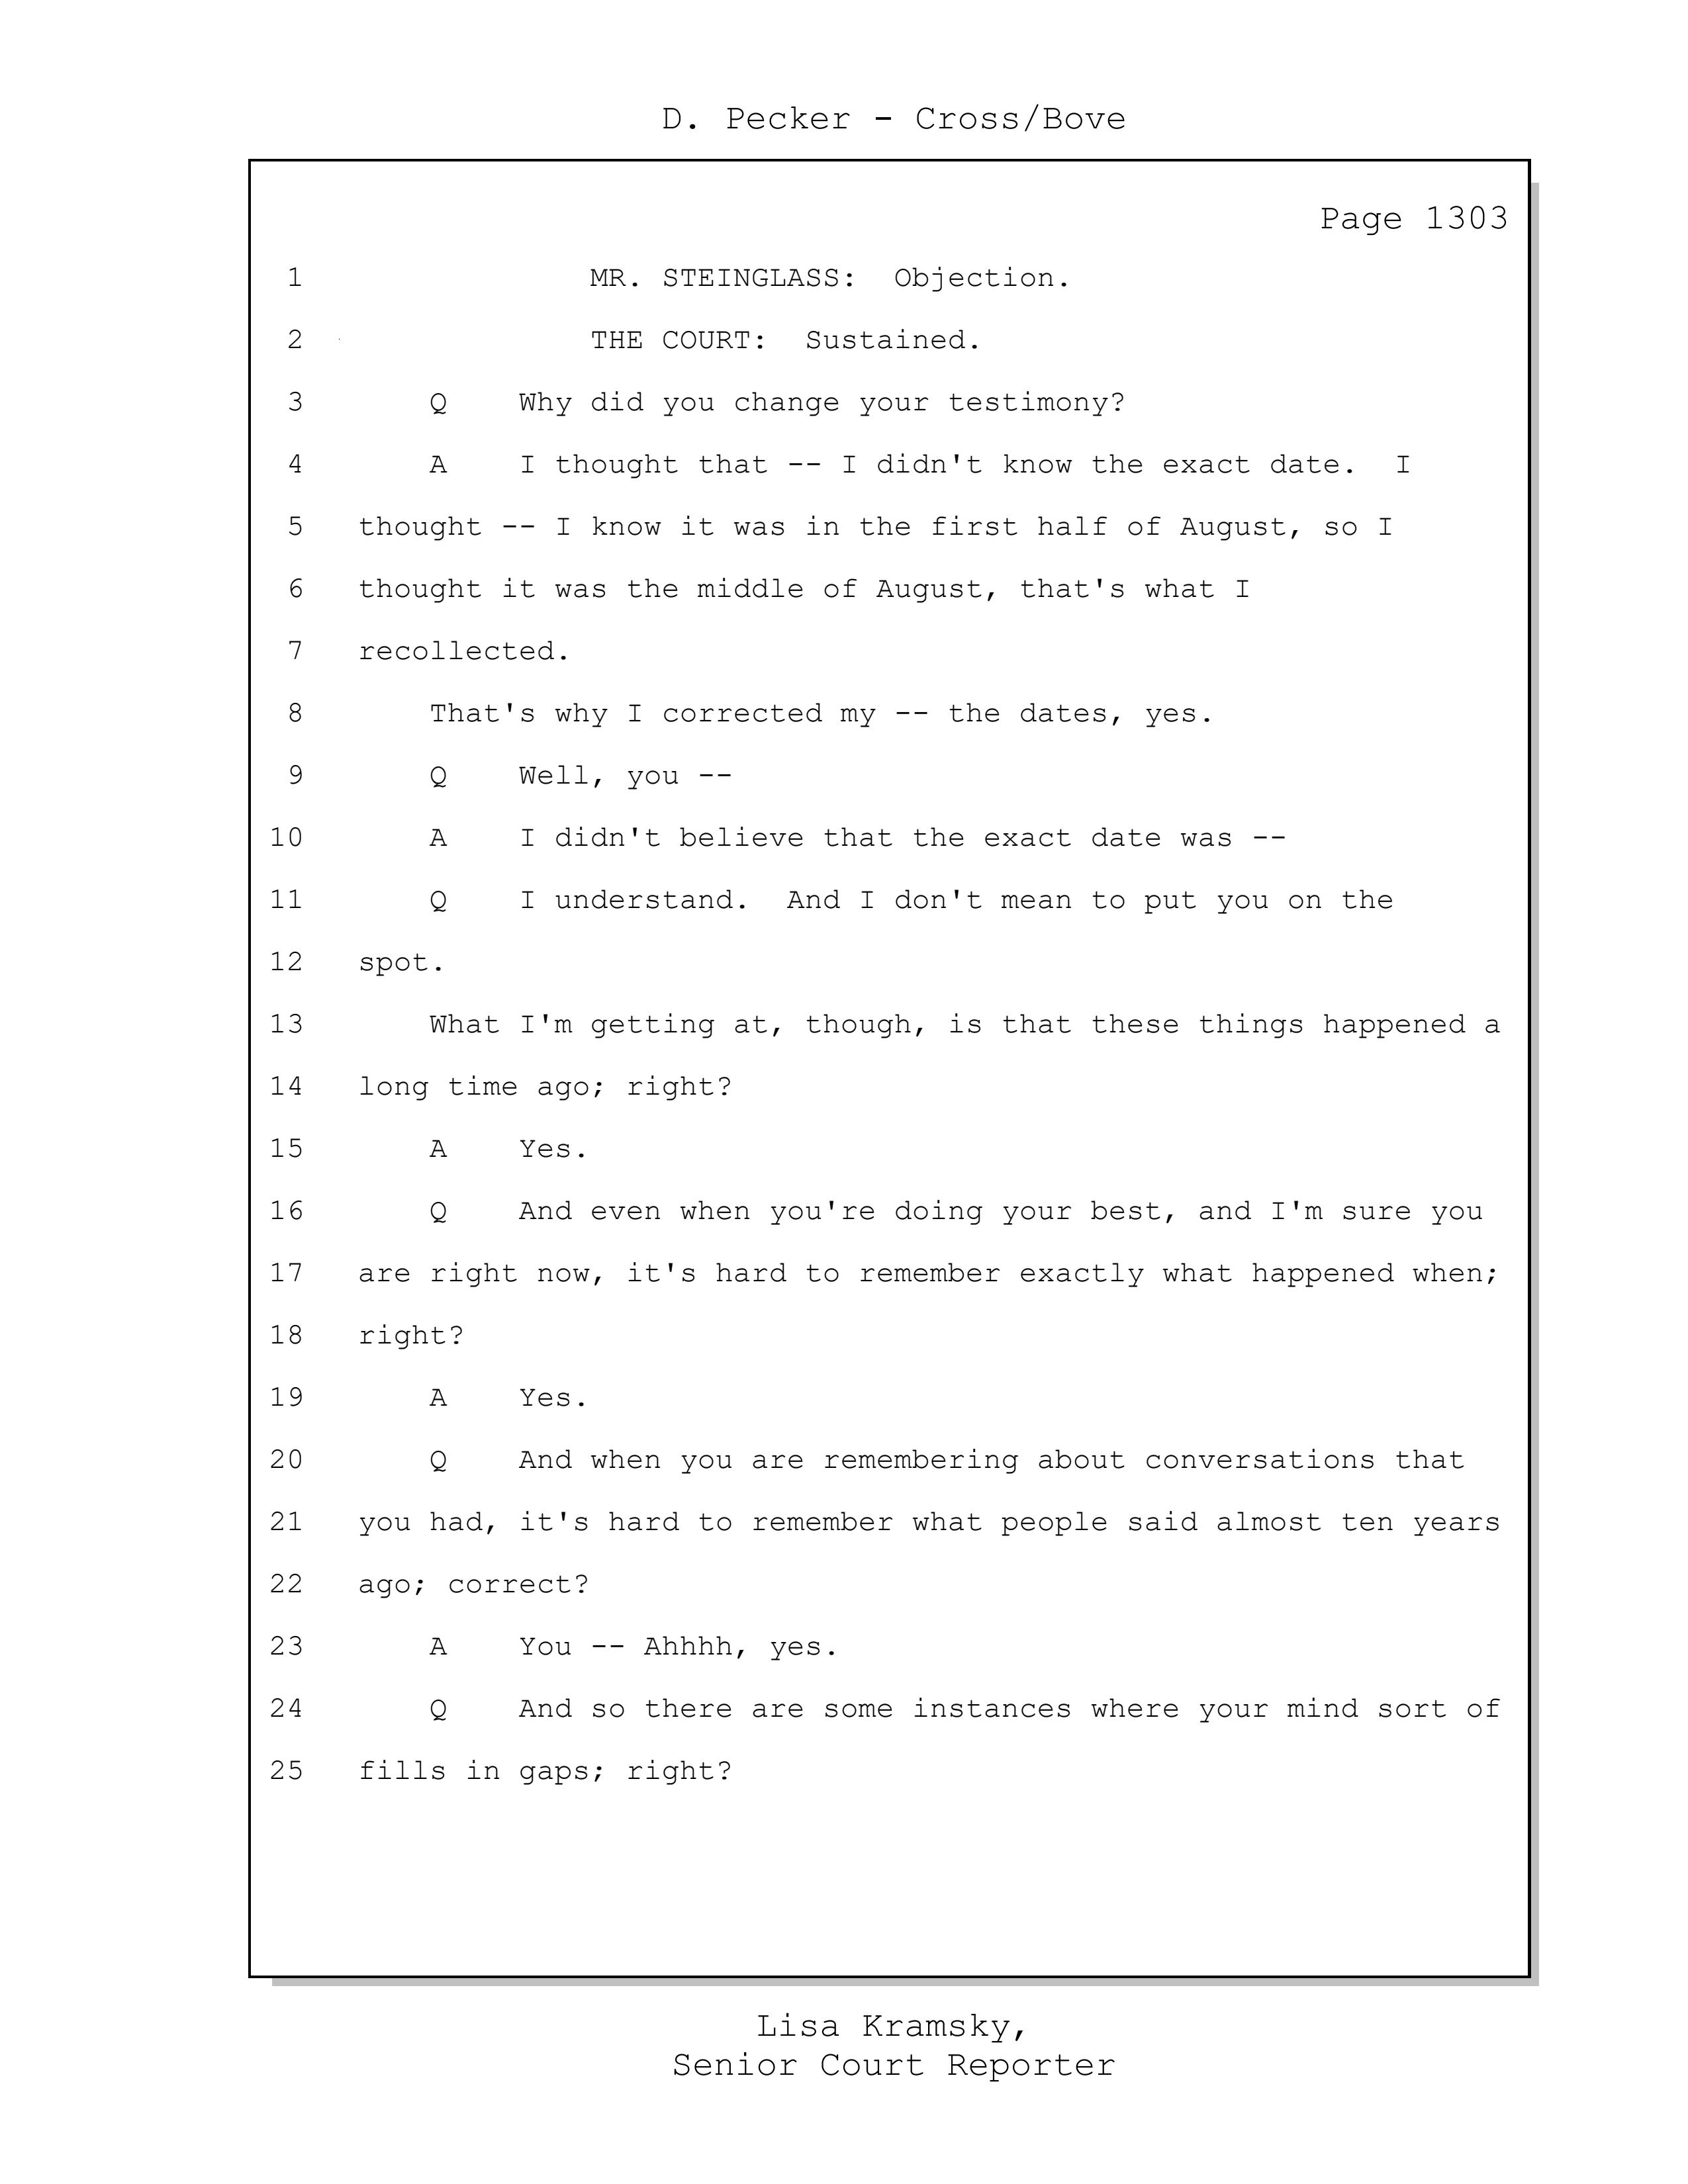 D. Pecker - Cross/Bove
Page 1303
1 MR. STEINGLASS: Objection.
2 THE COURT: Sustained.
3 Q Why did you change your testimony?
4 A I thought that -- I didn't know the exact date. I
5 thought -- I know it was in the first half of August, so I
6 thought it was the middle of August, that's what I
7 recollected.
8 That's why I corrected my -- the dates, yes.
9 Q Well, you --
10 A I didn't believe that the exact date was --
11 Q I understand. And I don't mean to put you on the
12 spot.
13 What I'm getting at, though, is that these things happened a
14 long time ago; right?
15 A Yes.
16 Q And even when you're doing your best, and I'm sure you
17 are right now, it's hard to remember exactly what happened when;
18 right?
19 A Yes.
20 Q And when you are remembering about conversations that
21 you had, it's hard to remember what people said almost ten years
22 ago; correct?
23 A You -- Ahhhh, yes.
24 Q And so there are some instances where your mind sort of
25 fills in gaps; right?
Lisa Kramsky,
Senior Court Reporter